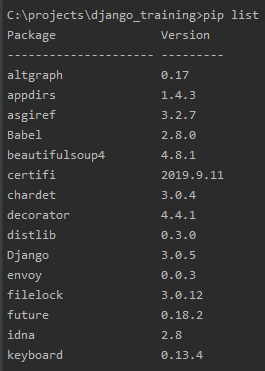 C:\projects\django_training>pip list
Package Version
-------------------- ---------
altgraph 0.17
appdirs 1.4.3
asgiref 3.2.7
Babel 2.8.0
beautifulsoup4 4.8.1
certifi 2019.9.11
chardet 3.0.4
decorator 4.4.1
distlib 0.3.0
Django 3.0.5
envoy 0.0.3
filelock 3.0.12
future 0.18.2
idna 2.8
keyboard 0.13.4